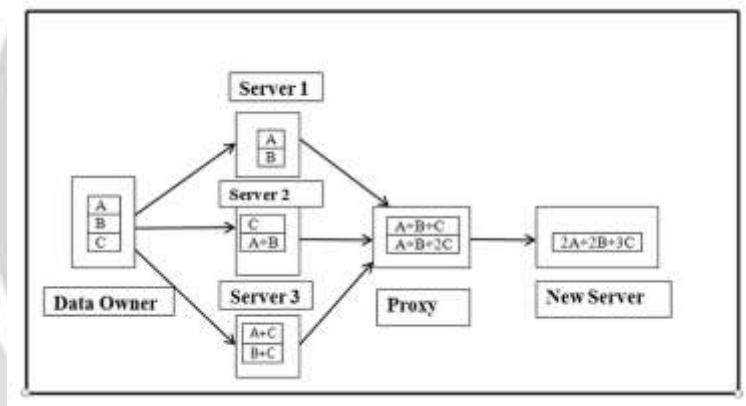 Server 1
A
B
Server 2
A
B
C
C
A+B
A+B+C
A=B+2C
2A+2B+3C
Data Owner
Server 3
Proxy
New Server
A+C
B+C